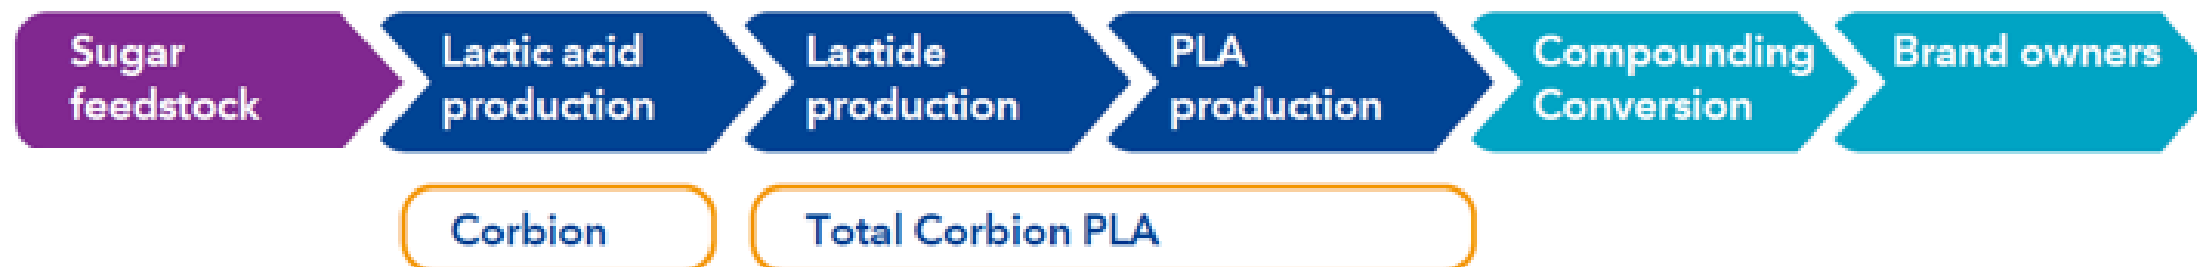 Sugar
feedstock
Lactic acid
production
Lactide
production
PLA
production
Compounding
Conversion
Brand owners
Corbion
Total Corbion PLA